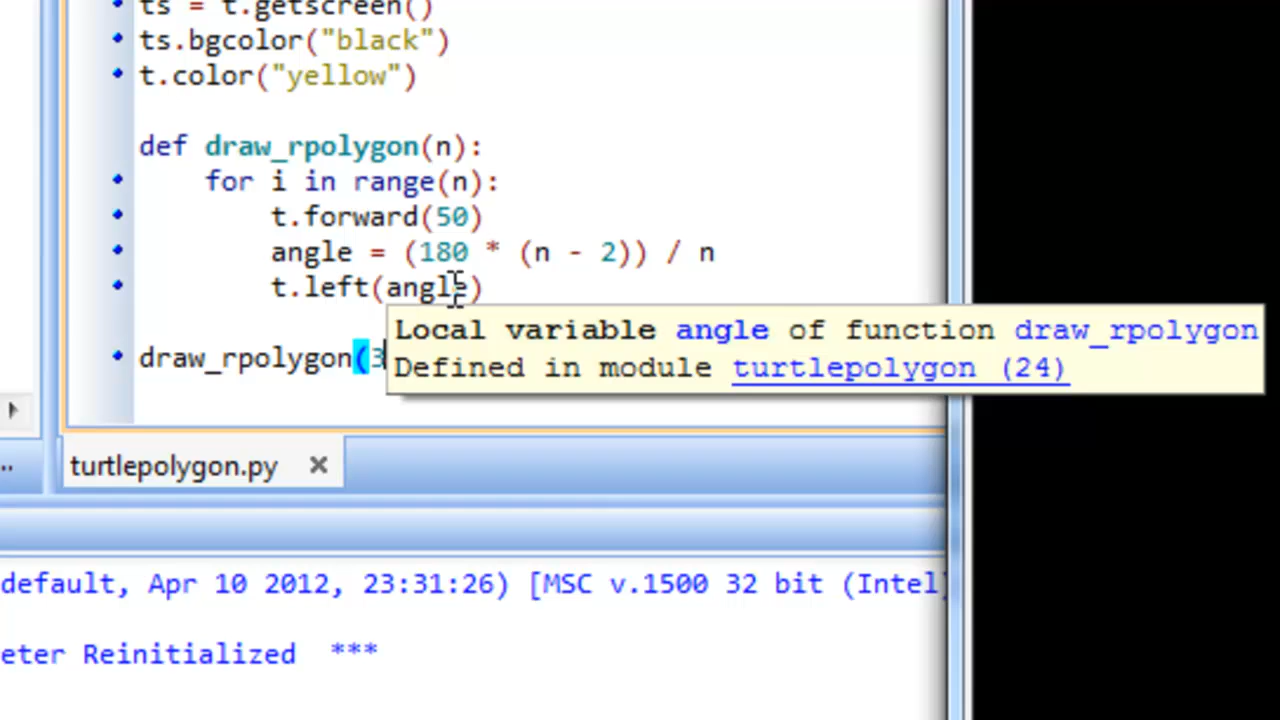 ts = t.getscreen()
ts.bgcolor("black")
t.color("yellow")
def draw_rpolygon(n):
for i in range(n):
t.forward(50)
angle = (180 * (n - 2)) / n
t.left(angle)
Local variable angle of function draw_rpolygon
Defined in module turtlepolygon (24)
draw_rpolygon(3
turtlepolygon.py
default, Apr 10 2012, 23:31:26) [MSC v.1500 32 bit (Intel)
eter Reinitialized ***